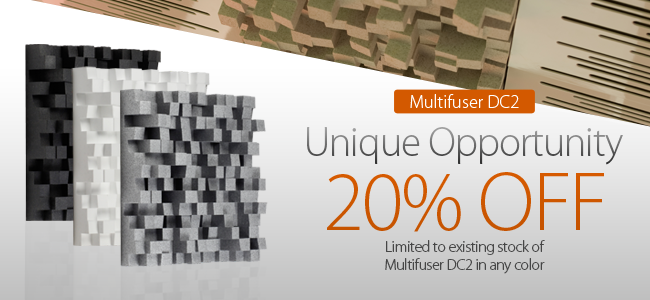 Multifuser DC2
Unique Opportunity
20% OFF
Limited to existing stock of
Multifuser DC2 in any color